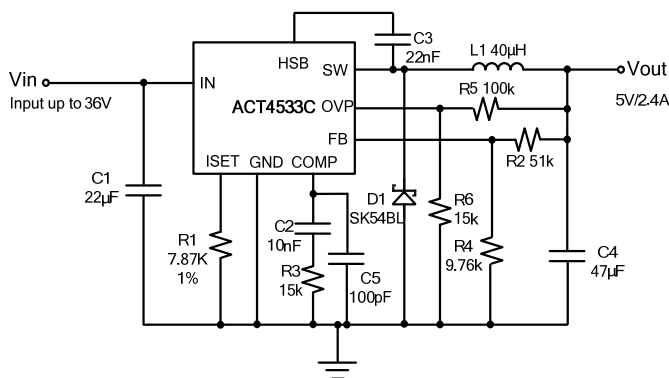 C3
22nF
HSB
SW
L1 40µH
Vin
IN
Vout
Input up to 36V
ACT4533C
OVP
R5 100k
5V/2.4A
FB
R2 51k
ISET
GND
COMP
C1
22µF
D1
SK54BL
R6
15k
C2
10nF
R1
7.87K
1%
R4
9.76k
C4
47µF
R3
15k
C5
100pF